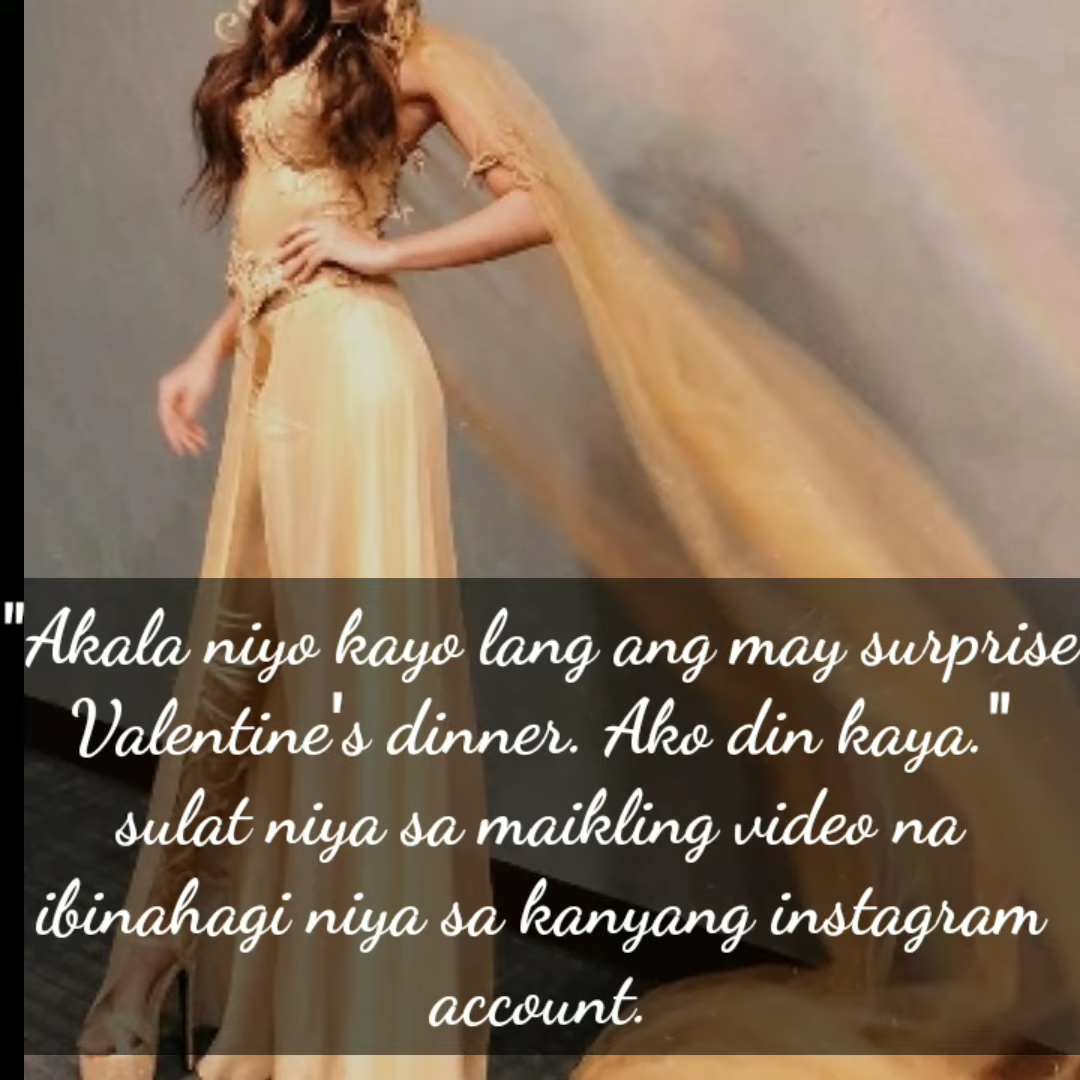 "Akala niyo kayo lang ang may surprise
Valentine's dinner. Ako din kaya."
sulat niya sa maikling video na
ibinahagi niya sa kanyang instagram
account.